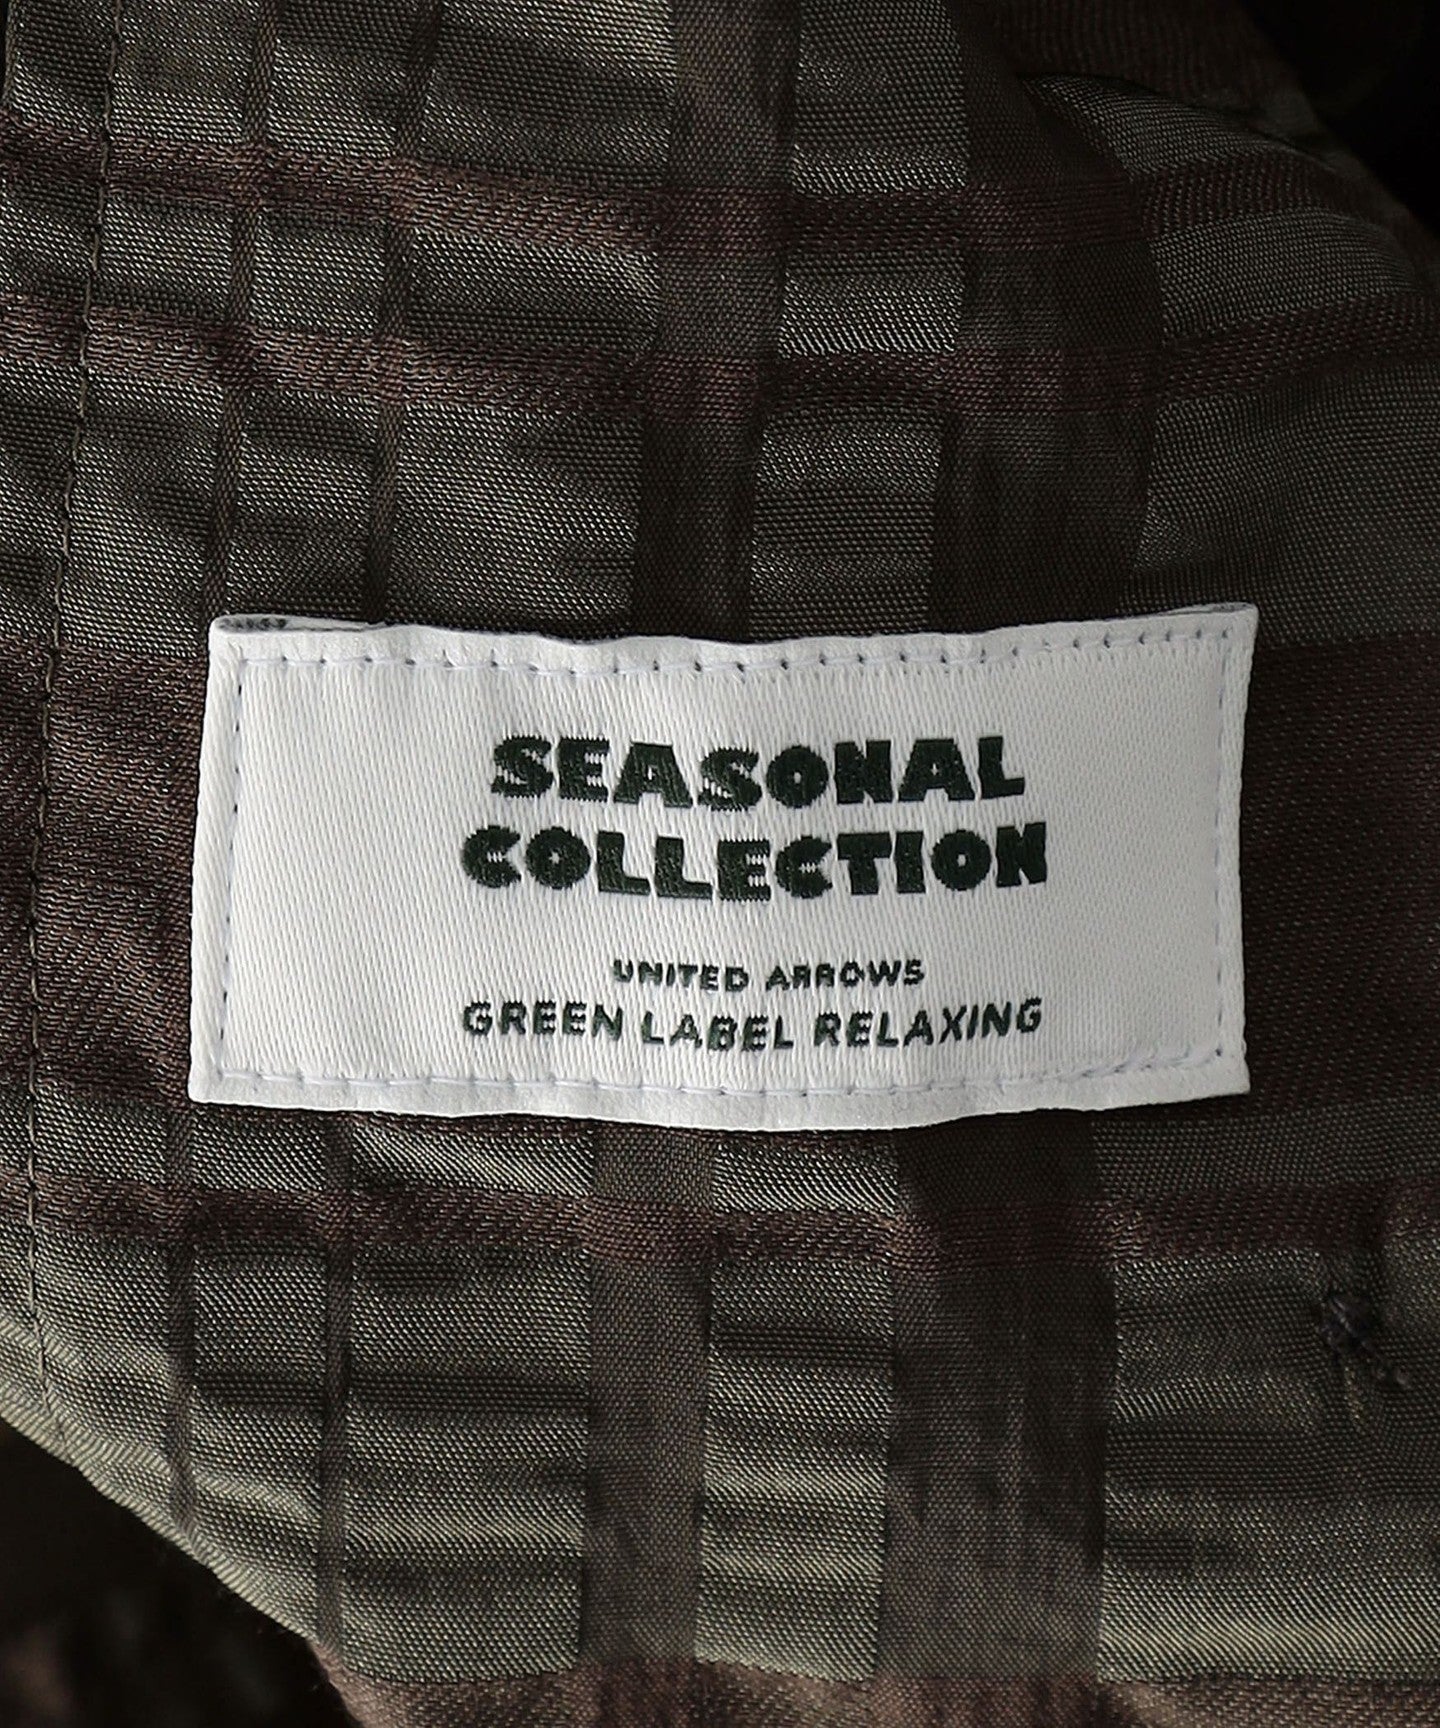 SEASONAL
COLLECTION
UNITED ARROWS
GREEN LABEL RELAXING